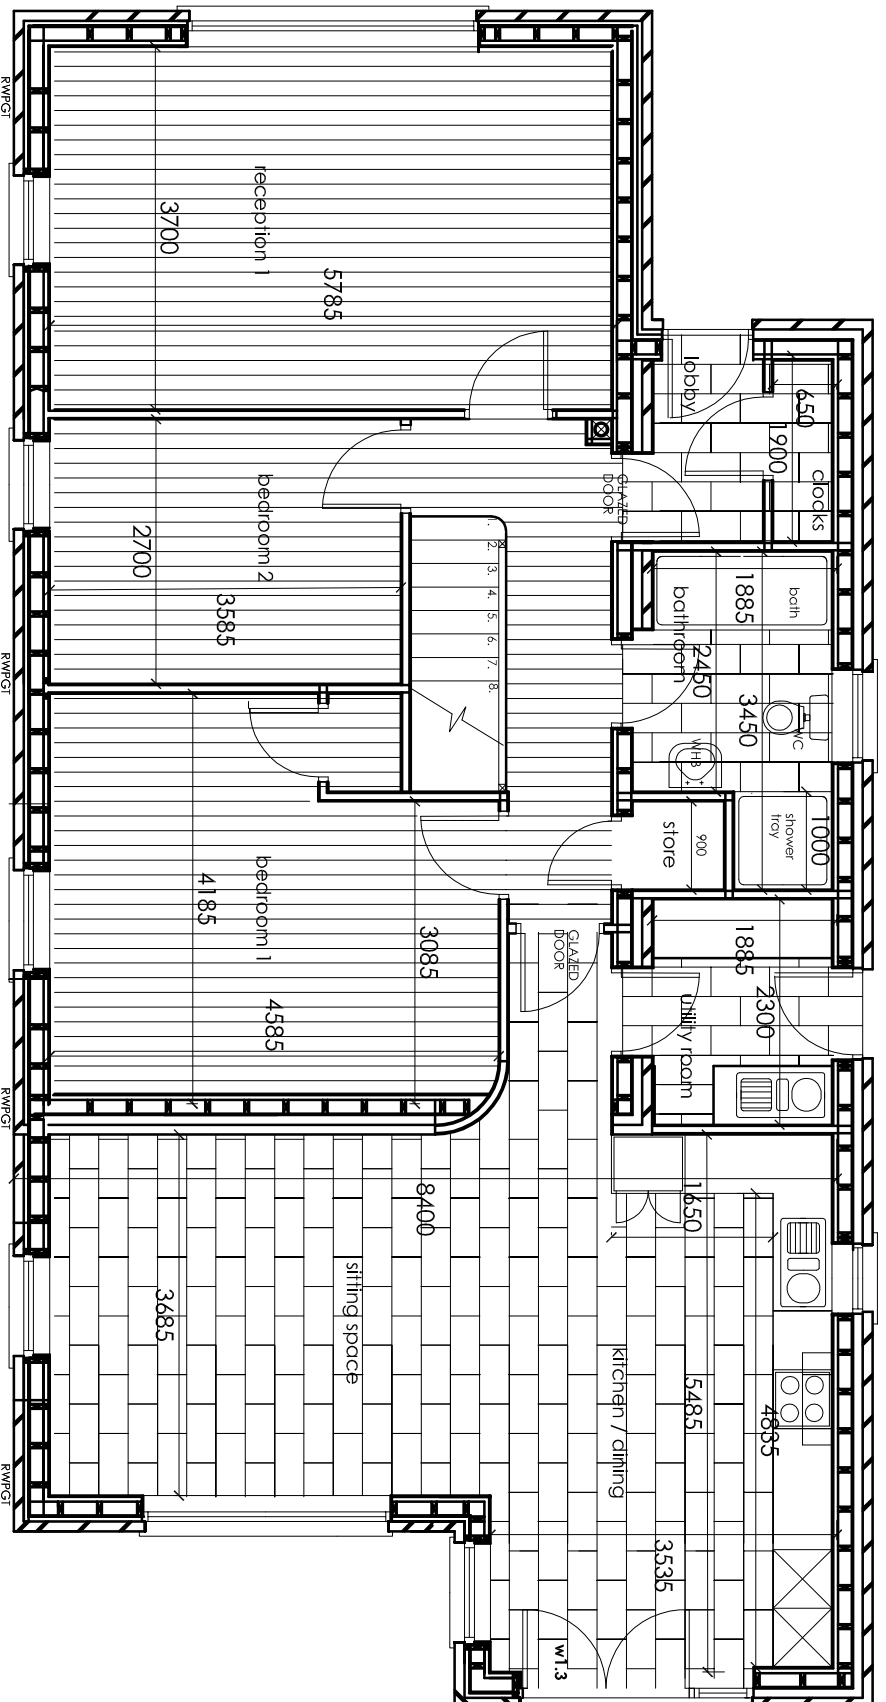 RWPGT
reception 1
3700
5785
lobby
650
1900
clocks
GLAZED
DOOR
bedroom 2
2700
3585
1.
2.
3.
4.
5.
6.
7.
8.
bath
1885
bathroom
2450
3450
WC
WHB
RWPGT
shower
tray
1000
900
store
bedroom 1
4185
3085
4585
GLAZED
DOOR
1885
2300
utility room
RWPGT
8400
1650
sitting space
3685
kitchen / dining
5485
4835
3535
w1.3
RWPGT